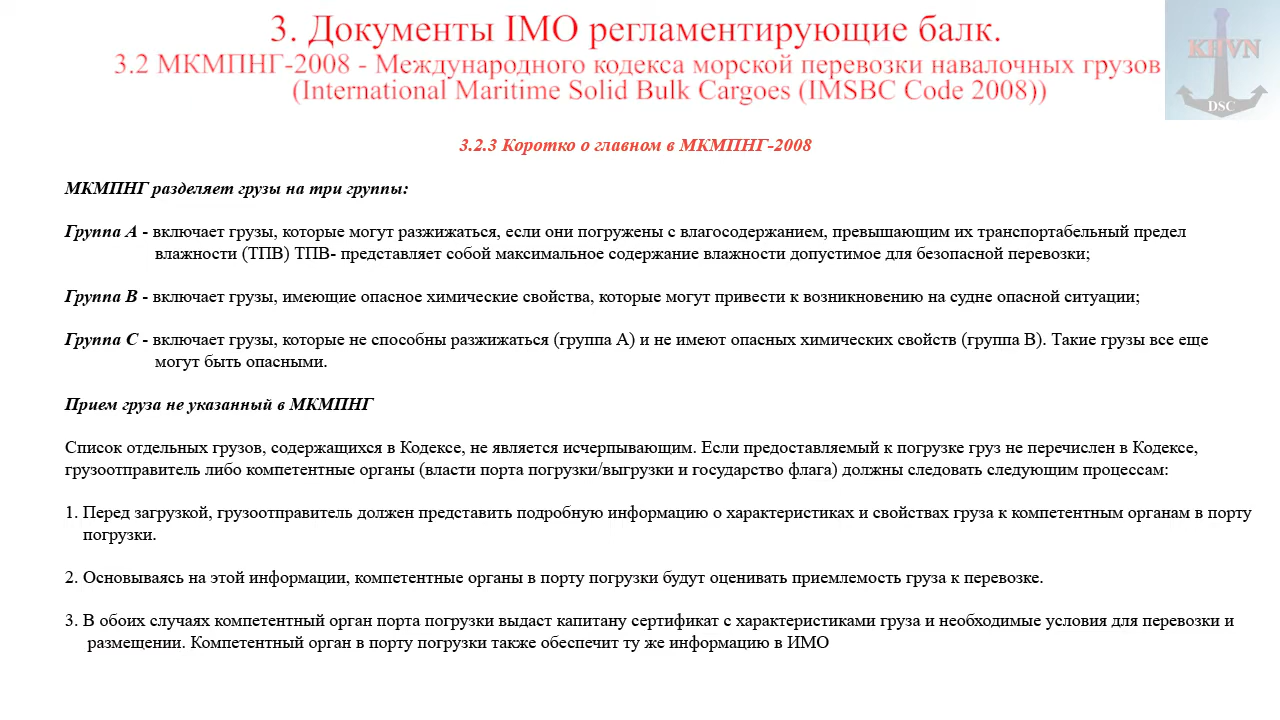 3. Документы IMO регламентирующие балк.
3.2 МКМПНГ-2008 - Международного кодекса морской перевозки навалочных грузов
(International Maritime Solid Bulk Cargoes (IMSBC Code 2008))
KHVN
DSC
3.2.3 Коротко о главном в МКМПНГ-2008
МКМПНГ разделяет грузы на три группы:
Группа А - включает грузы, которые могут разжижаться, если они погружены с влагосодержанием, превышающим их транспортабельный предел
влажности (ТПВ) ТПВ- представляет собой максимальное содержание влажности допустимое для безопасной перевозки;
Группа В - включает грузы, имеющие опасное химические свойства, которые могут привести к возникновению на судне опасной ситуации;
Группа С - включает грузы, которые не способны разжижаться (группа А) и не имеют опасных химических свойств (группа В). Такие грузы все еще
могут быть опасными.
Прием груза не указанный в МКМПНГ
Список отдельных грузов, содержащихся в Кодексе, не является исчерпывающим. Если предоставляемый к погрузке груз не перечислен в Кодексе,
грузоотправитель либо компетентные органы (власти порта погрузки/выгрузки и государство флага) должны следовать следующим процессам:
1. Перед загрузкой, грузоотправитель должен представить подробную информацию о характеристиках и свойствах груза к компетентным органам в порту
погрузки.
2. Основываясь на этой информации, компетентные органы в порту погрузки будут оценивать приемлемость груза к перевозке.
3. В обоих случаях компетентный орган порта погрузки выдаст капитану сертификат с характеристиками груза и необходимые условия для перевозки и
размещении. Компетентный орган в порту погрузки также обеспечит ту же информацию в ИМО